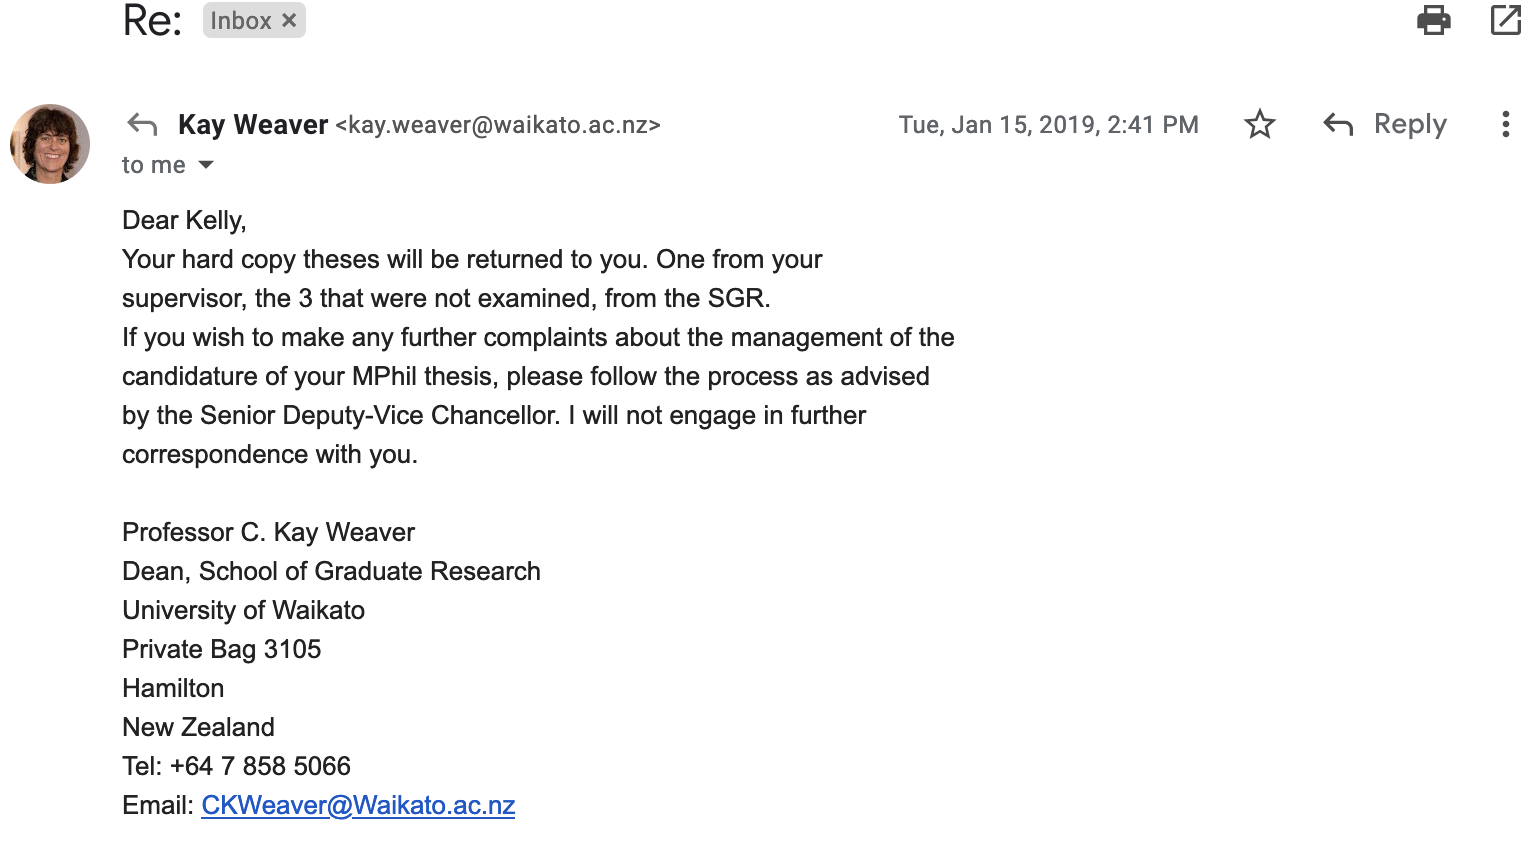 Re: Inbox ×
Kay Weaver <kay.weaver@waikato.ac.nz> Tue, Jan 15, 2019, 2:41 PM Reply
to me
Dear Kelly,
Your hard copy theses will be returned to you. One from your
supervisor, the 3 that were not examined, from the SGR.
If you wish to make any further complaints about the management of the
candidature of your MPhil thesis, please follow the process as advised
by the Senior Deputy-Vice Chancellor. I will not engage in further
correspondence with you.
Professor C. Kay Weaver
Dean, School of Graduate Research
University of Waikato
Private Bag 3105
Hamilton
New Zealand
Tel: +64 7 858 5066
Email: CKWeaver@Waikato.ac.nz